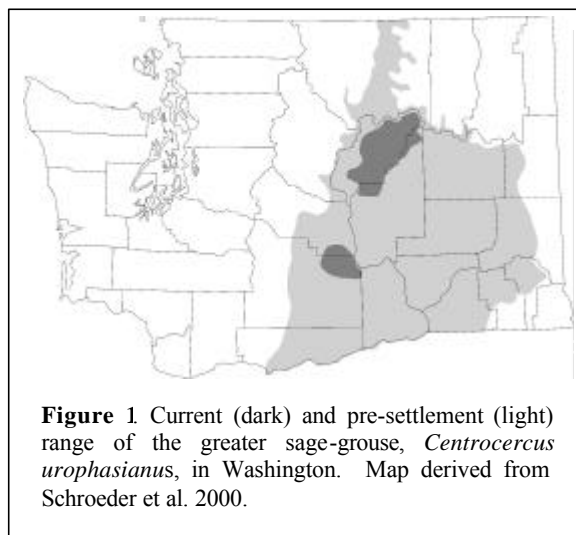 Figure 1. Current (dark) and pre-settlement (light)
range of the greater sage-grouse, Centrocercus
urophasianus, in Washington. Map derived from
Schroeder et al. 2000.